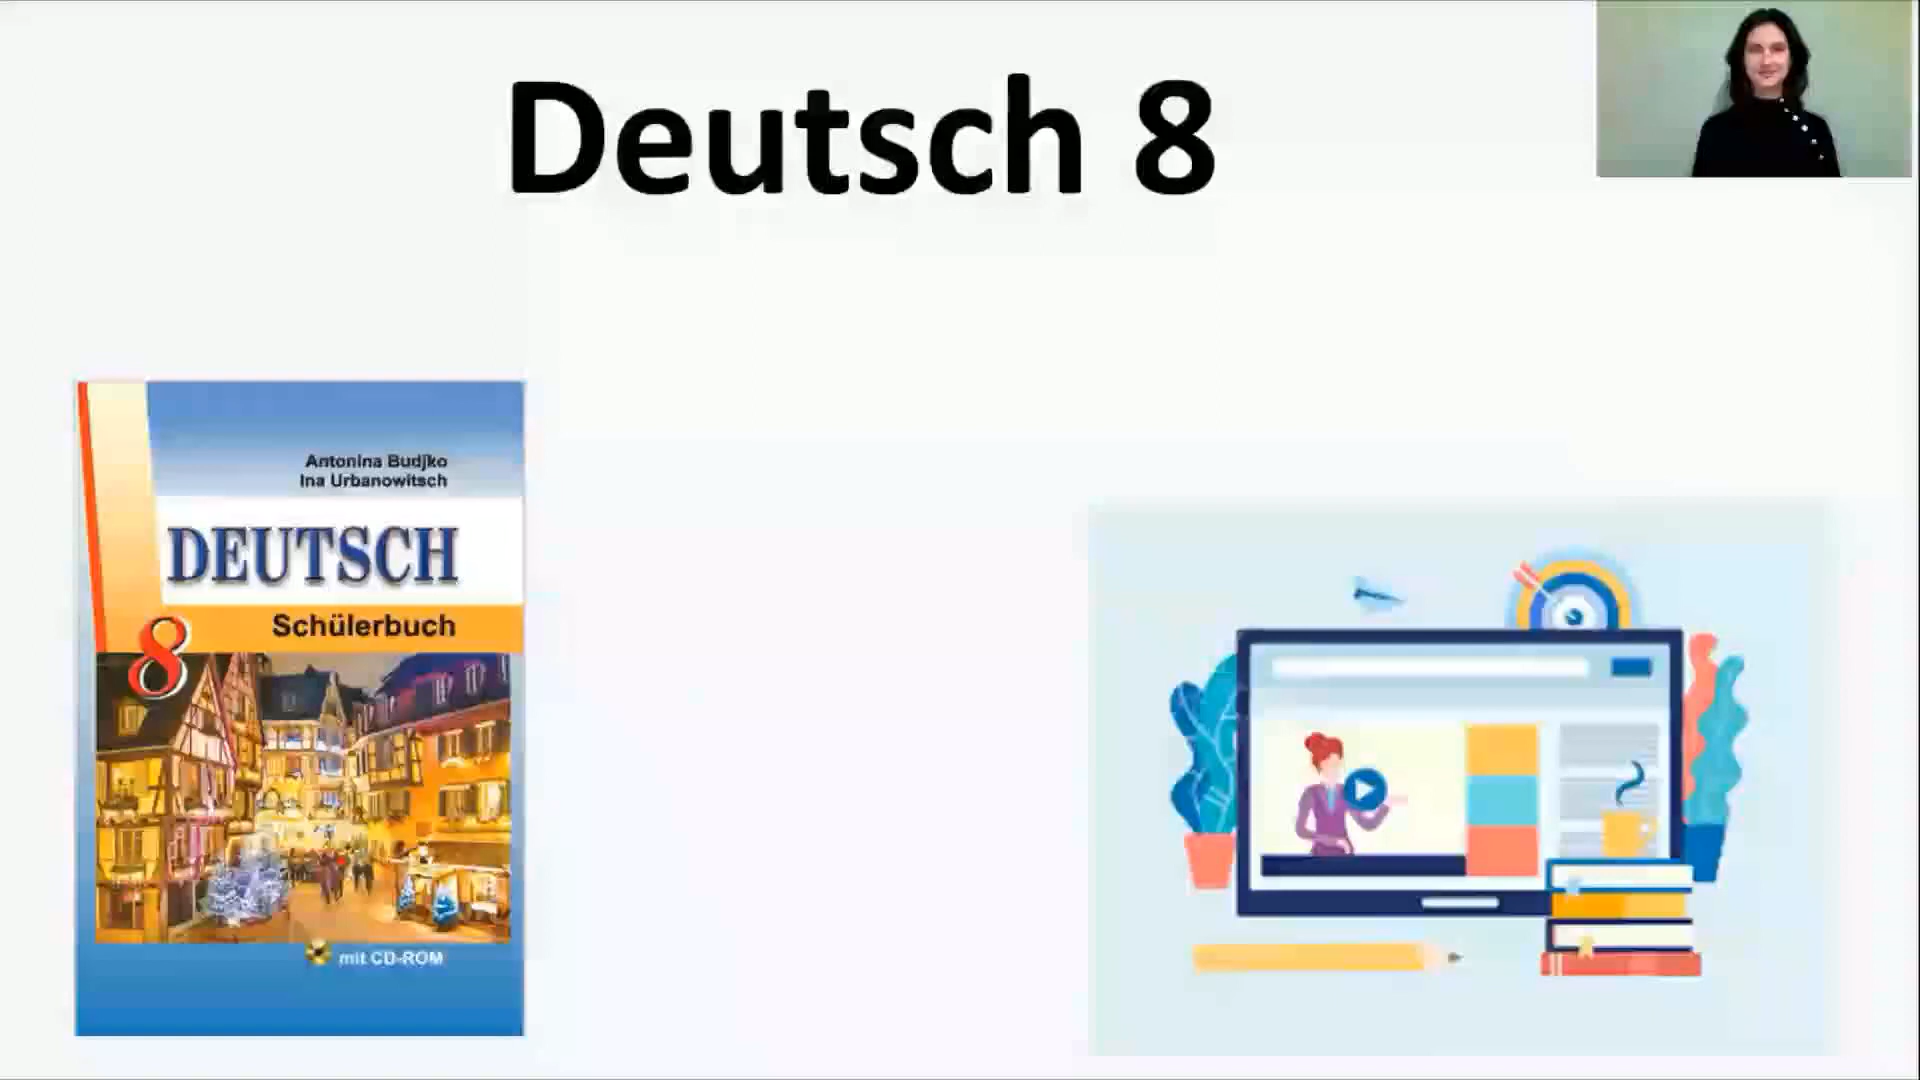 Deutsch 8
Antonina Budjko
Ina Urbanowitsch
DEUTSCH
Schülerbuch
8
mit CD-ROM